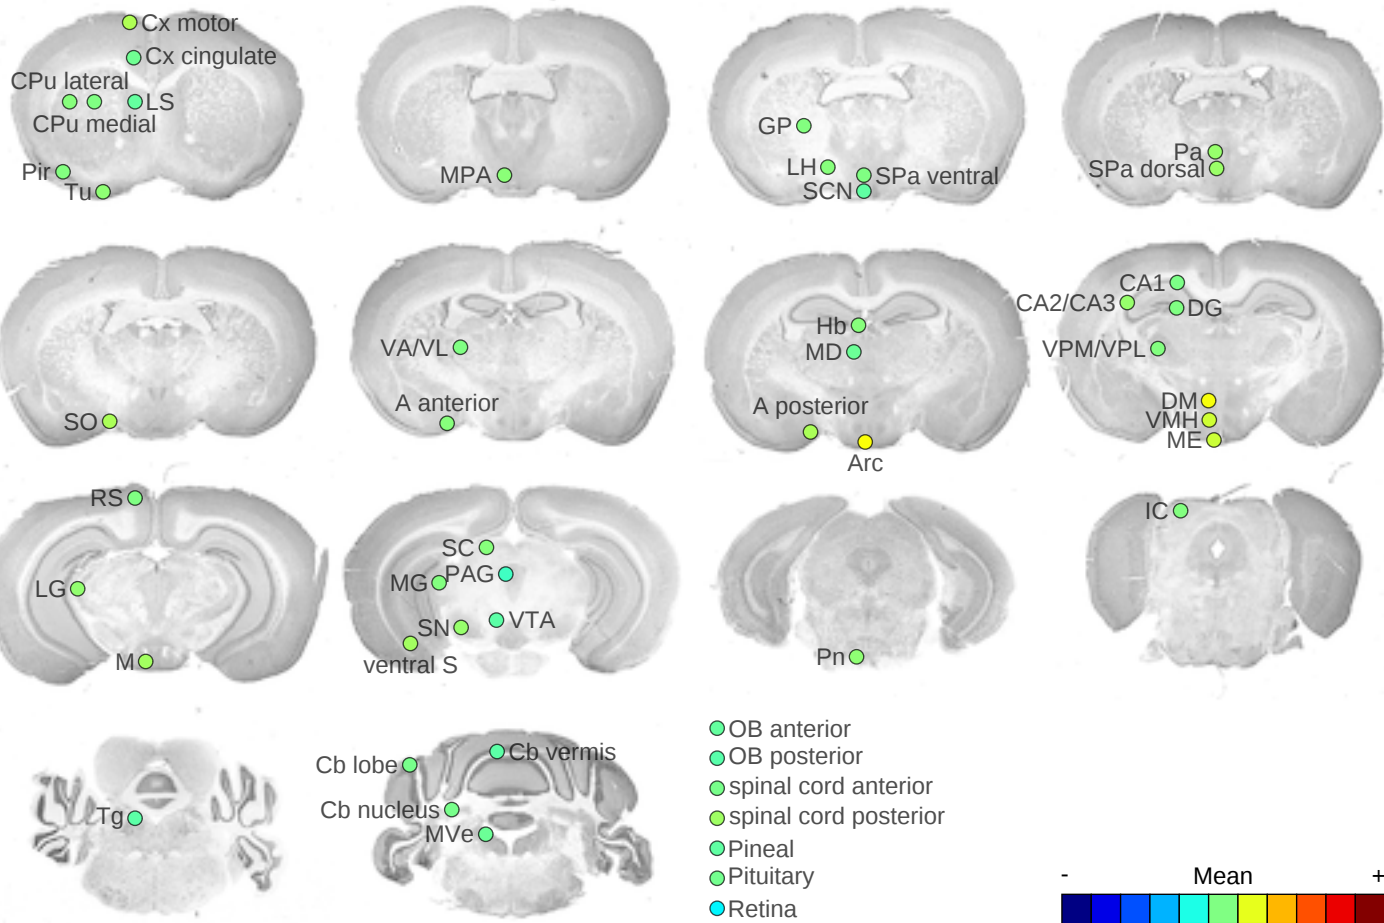 Cx motor
Cx cingulate
CPu lateral
LS
CPu medial
Pir
Tu
MPA
GP
LH
SPa ventral
SCN
Pa
SPa dorsal
SO
VA/VL
A anterior
Hb
MD
A posterior
Arc
CA1
CA2/CA3
DG
VPM/VPL
DM
VMH
ME
RS
LG
M
SC
MG
PAG
SN
VTA
ventral S
Pn
IC
Tg
Cb lobe
Cb vermis
Cb nucleus
MVe
OB anterior
OB posterior
spinal cord anterior
spinal cord posterior
Pineal
Pituitary
Retina
- Mean +